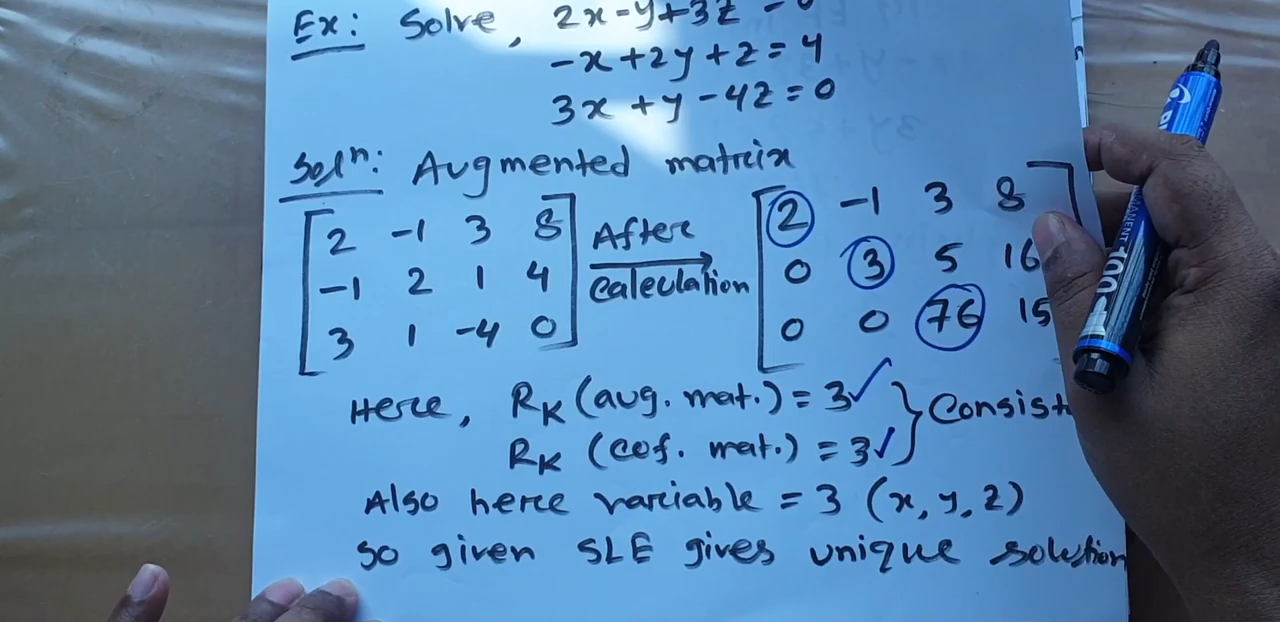 Ex: Solve, 2x-y+3z =
-x+2y+z=4
3x+y-4z=0
Solⁿ: Augmented matrix
2 -1 3 8
-1 2 1 4
3 1 -4 0
After calculation
2 -1 3 8
0 3 5 16
0 0 76 15
Here, RK (aug. mat.) = 3✓ } Consist
RK (cof. mat.) = 3✓
Also here variable = 3 (x, y, z)
So given SLE gives unique solution